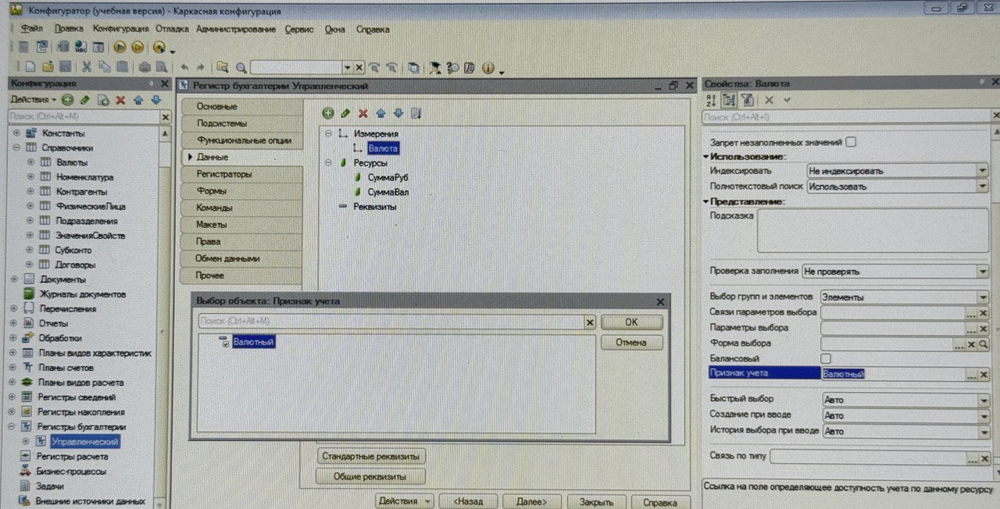 Конфигуратор (учебная версия) - Каркасная конфигурация
Файл Правка Конфигурация Отладка Администрирование Сервис Окна Справка
Конфигурация
Действия
Поиск (Ctrl+Alt+M)
Константы
Справочники
Валюты
Номенклатура
Контрагенты
ФизическиеЛица
Подразделения
ЗначенияСвойств
Субконто
Договоры
Документы
Журналы документов
Перечисления
Отчеты
Обработки
Планы видов характеристик
Планы счетов
Планы видов расчета
Регистры сведений
Регистры накопления
Регистры бухгалтерии
Управленческий
Регистры расчета
Бизнес-процессы
Задачи
Внешние источники данных
Регистр бухгалтерии Управленческий
Основные
Подсистемы
Функциональные опции
Данные
Регистраторы
Формы
Команды
Макеты
Права
Обмен данными
Прочее
Измерения
Валюта
Ресурсы
СуммаРуб
СуммаВал
Реквизиты
Выбор объекта: Признак учета
Поиск (Ctrl+Alt+M)
OK
Валютный
Отмена
Стандартные реквизиты
Общие реквизиты
Действия <Назад Далее> Закрыть Справка
Свойства: Валюта
Поиск (Ctrl+Alt+I)
Запрет незаполненных значений
Использование:
Индексировать Не индексировать
Полнотекстовый поиск Использовать
Представление:
Подсказка
Проверка заполнения Не проверять
Выбор групп и элементов Элементы
Связи параметров выбора
Параметры выбора
Форма выбора
Балансовый
Признак учета Валютный
Быстрый выбор Авто
Создание при вводе Авто
История выбора при вводе Авто
Связь по типу
Ссылка на поле определяющее доступность учета по данному ресурсу